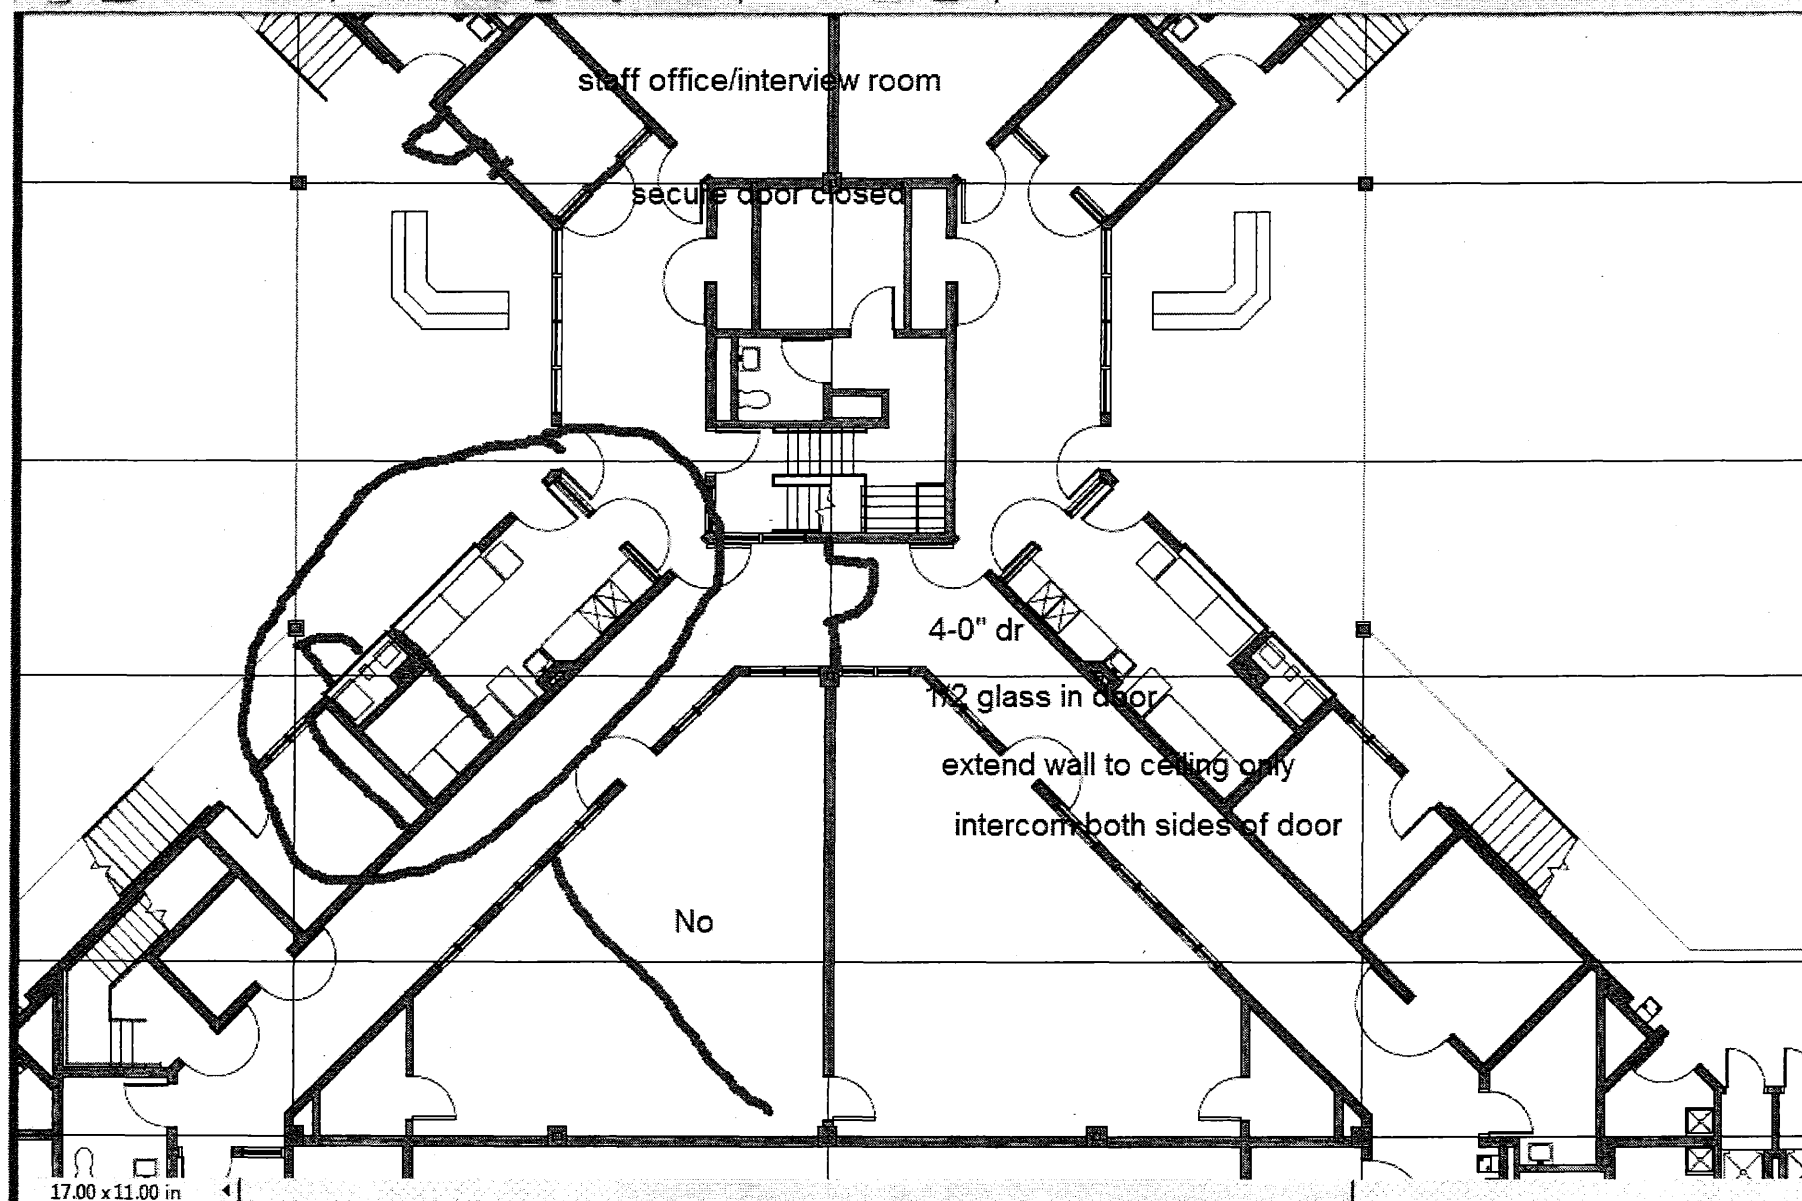 staff office/interview room
secure door closed
4-0" dr
1/2 glass in door
extend wall to ceiling only
intercom both sides of door
No
17.00 x 11.00 in